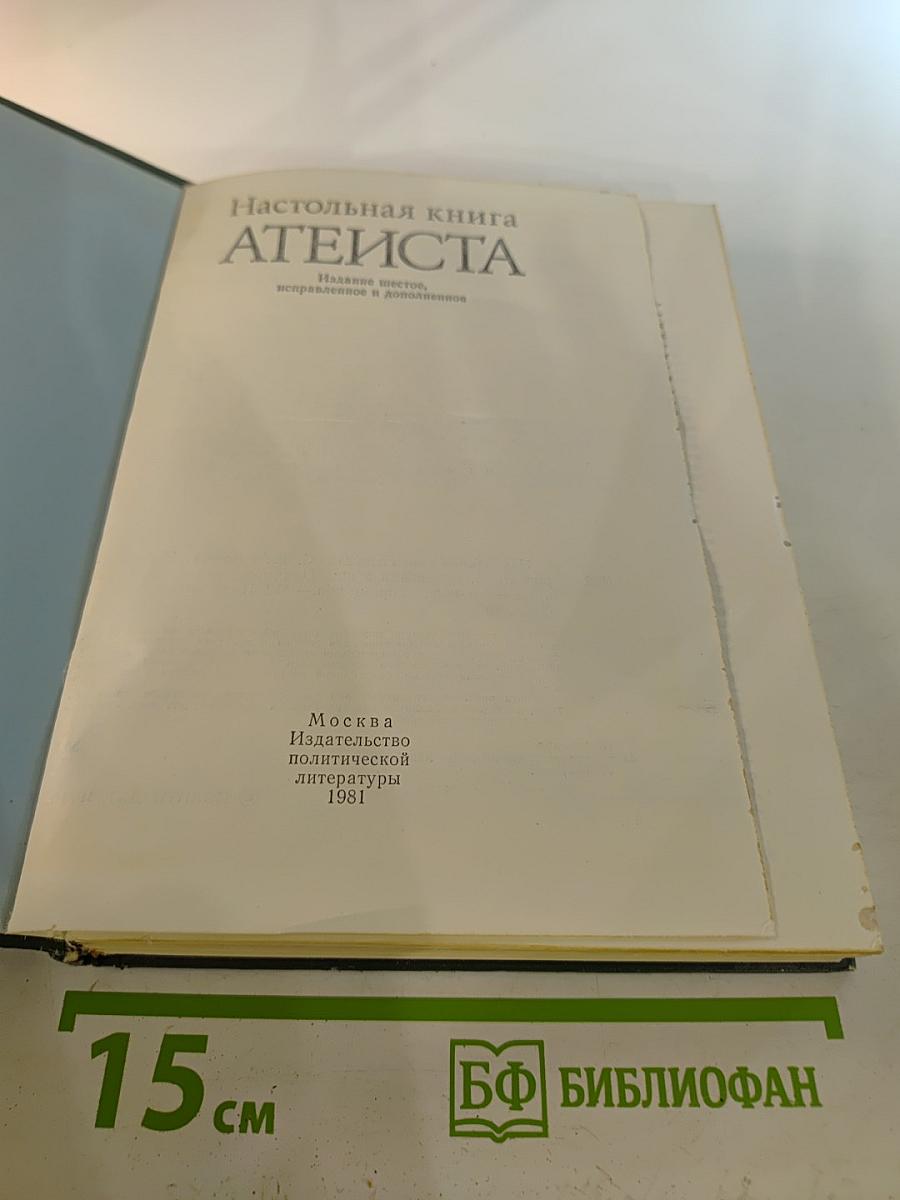 Настольная книга
АТЕИСТА
Издание шестое,
исправленное и дополненное
Москва
Издательство
политической
литературы
1981
15 см
БФ БИБЛИОФАН